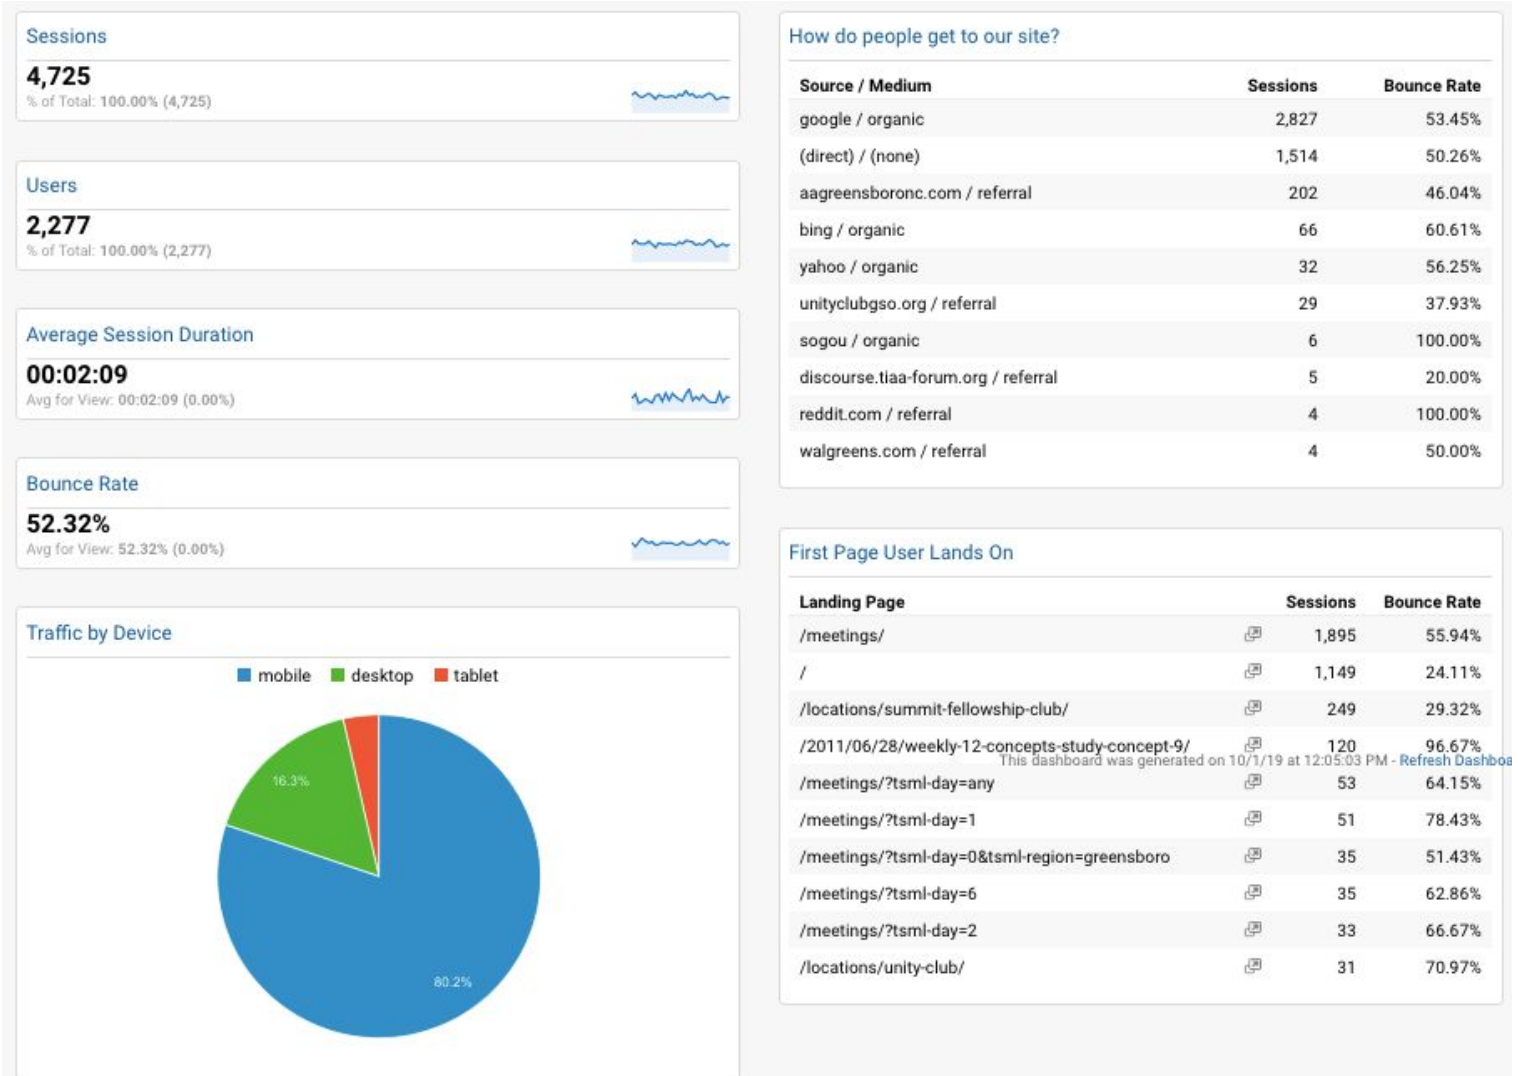 Sessions
4,725
% of Total: 100.00% (4,725)
Users
2,277
% of Total: 100.00% (2,277)
Average Session Duration
00:02:09
Avg for View: 00:02:09 (0.00%)
Bounce Rate
52.32%
Avg for View: 52.32% (0.00%)
Traffic by Device
mobile desktop tablet
16.3%
80.2%
How do people get to our site?
Source / Medium Sessions Bounce Rate
google / organic 2,827 53.45%
(direct) / (none) 1,514 50.26%
aagreensboronc.com / referral 202 46.04%
bing / organic 66 60.61%
yahoo / organic 32 56.25%
unityclubgso.org / referral 29 37.93%
sogou / organic 6 100.00%
discourse.tiaa-forum.org / referral 5 20.00%
reddit.com / referral 4 100.00%
walgreens.com / referral 4 50.00%
First Page User Lands On
Landing Page Sessions Bounce Rate
/meetings/ 1,895 55.94%
/ 1,149 24.11%
/locations/summit-fellowship-club/ 249 29.32%
/2011/06/28/weekly-12-concepts-study-concept-9/ 120 96.67%
This dashboard was generated on 10/1/19 at 12:05:03 PM - Refresh Dashboa
/meetings/?tsml-day=any 53 64.15%
/meetings/?tsml-day=1 51 78.43%
/meetings/?tsml-day=0&tsml-region=greensboro 35 51.43%
/meetings/?tsml-day=6 35 62.86%
/meetings/?tsml-day=2 33 66.67%
/locations/unity-club/ 31 70.97%